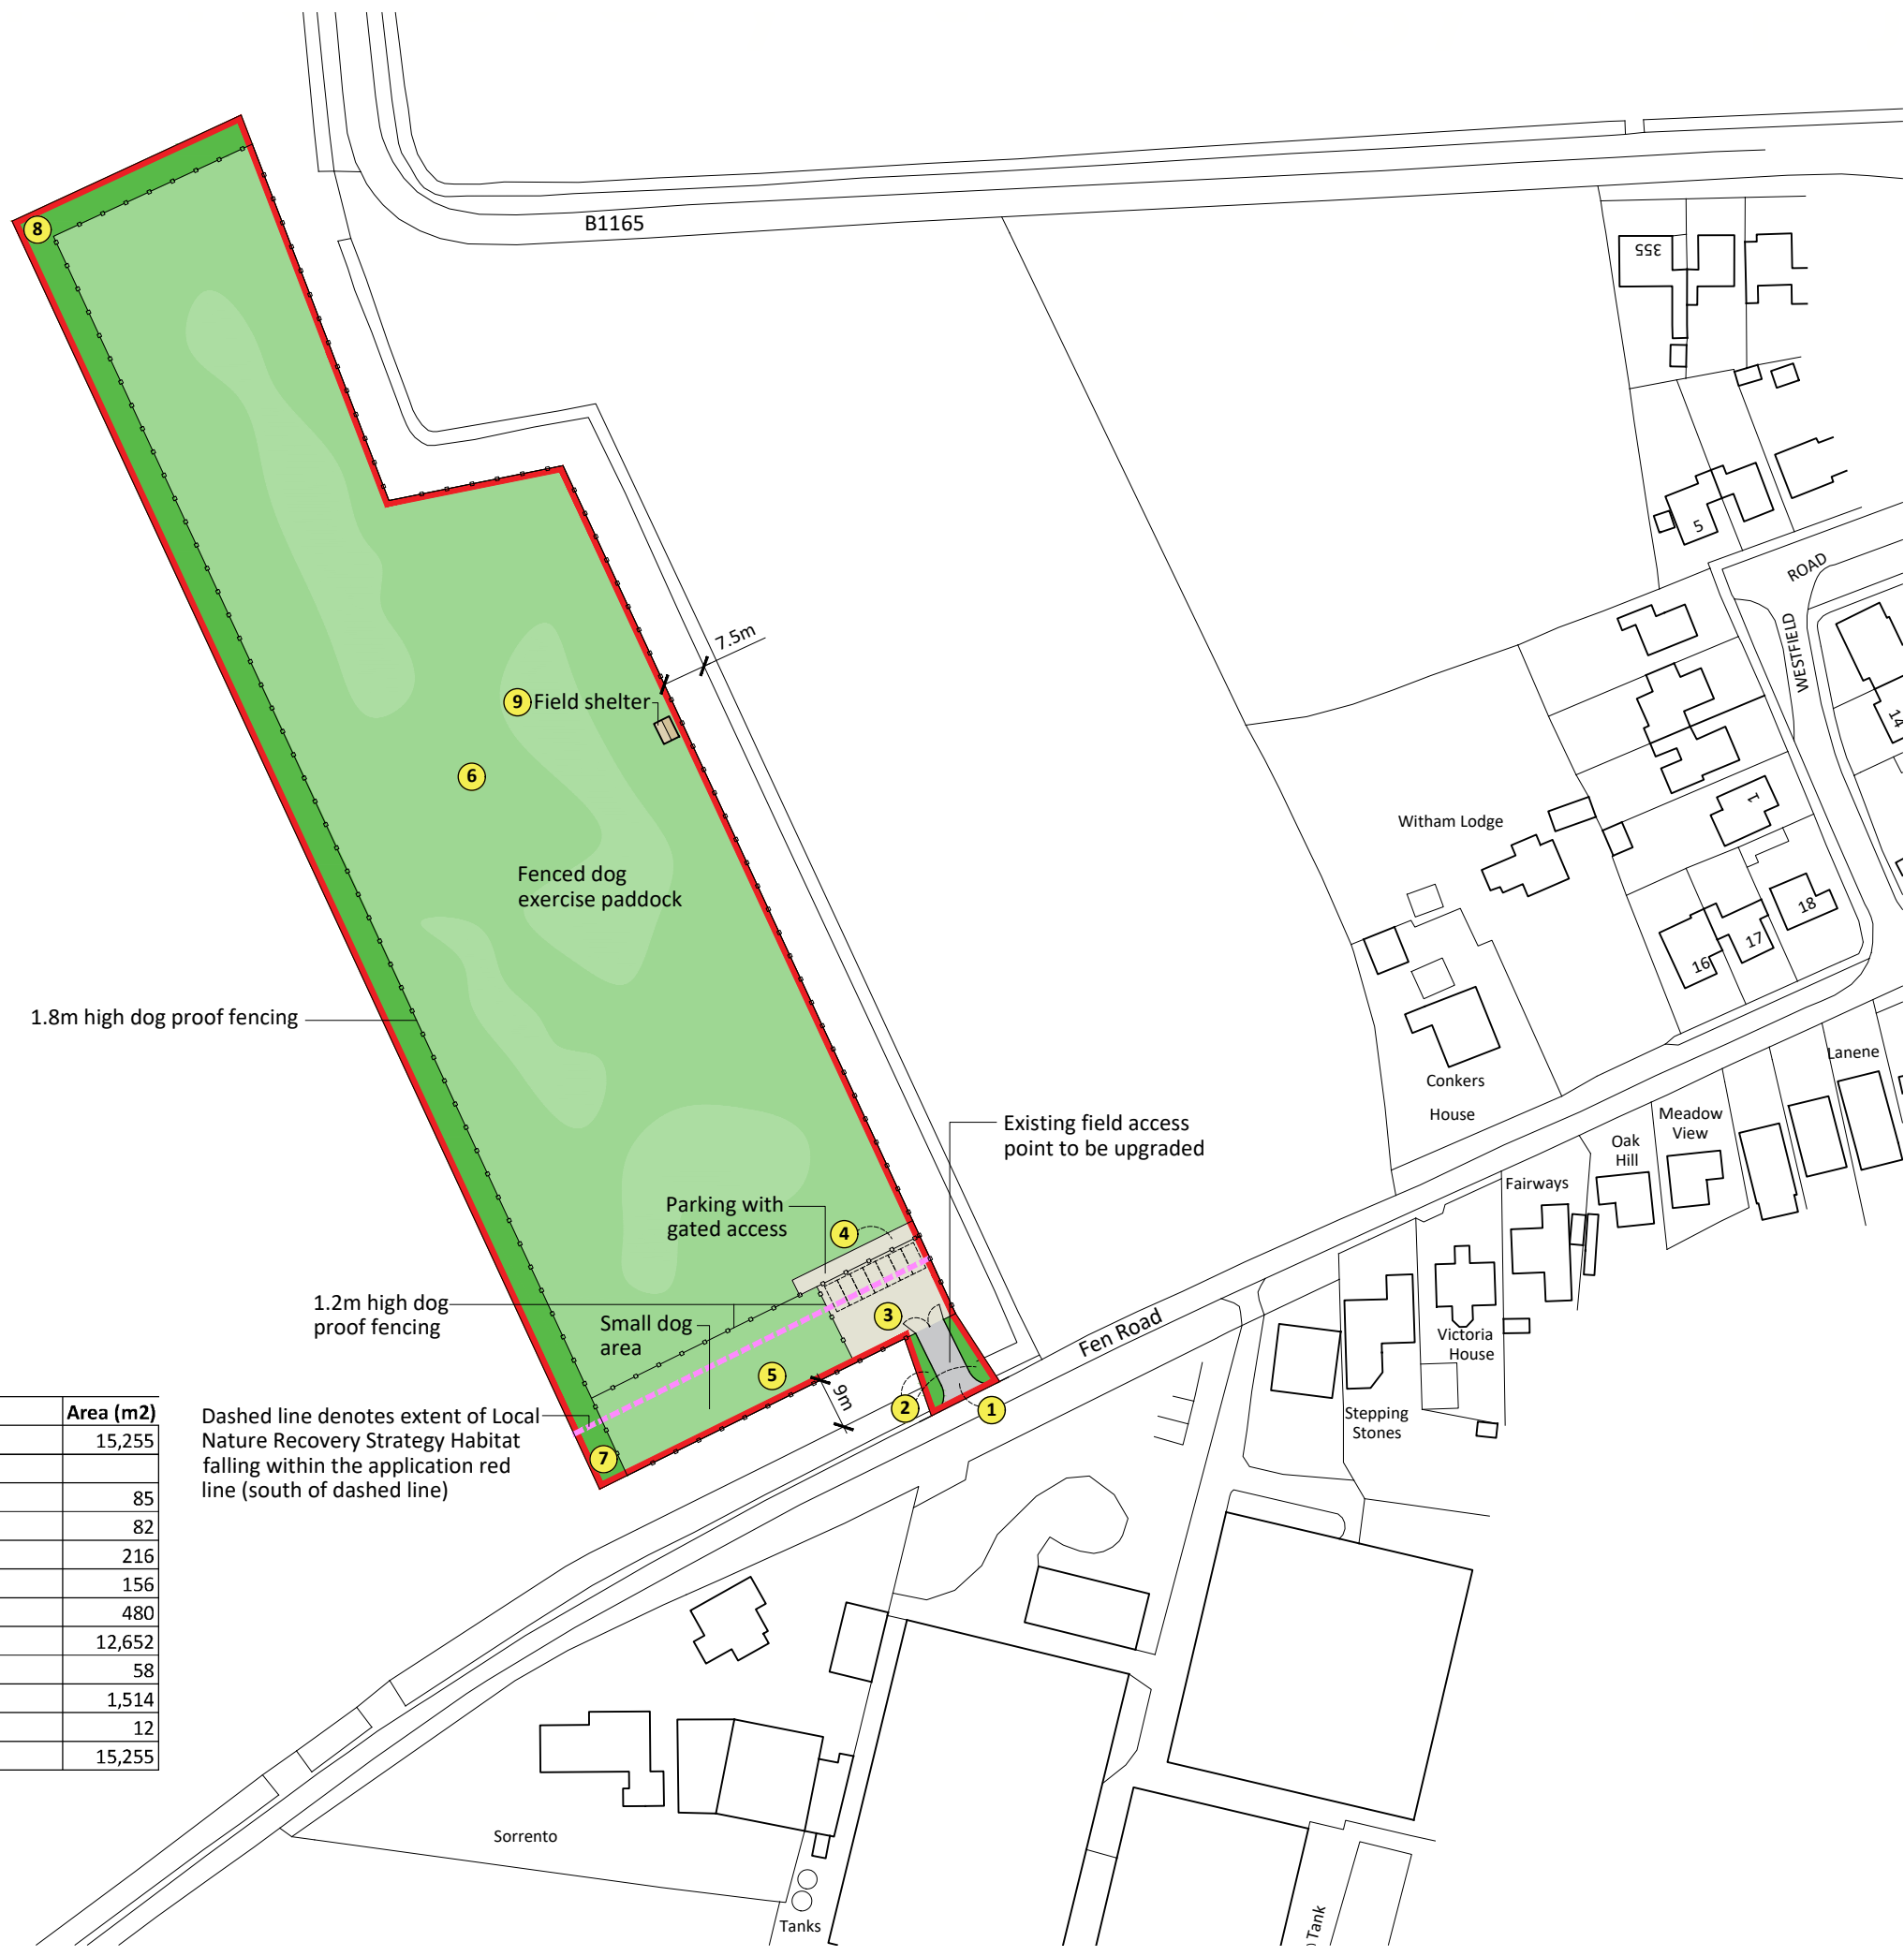 B1165
355
8
5
ROAD
WESTFIELD
14
7.5m
9 Field shelter
6
Witham Lodge
1
Fenced dog
exercise paddock
18
17
16
1.8m high dog proof fencing
Lanene
Conkers
House
Existing field access
point to be upgraded
Meadow
View
Oak
Hill
Fairways
Parking with
gated access
4
1.2m high dog
proof fencing
Small dog
area
3
Fen Road
Victoria
House
5
9m
2
1
Stepping
Stones
Dashed line denotes extent of Local
Nature Recovery Strategy Habitat
falling within the application red
line (south of dashed line)
7
Area (m2)
15,255
85
82
216
156
480
12,652
58
1,514
12
15,255
Sorrento
Tanks
Tank